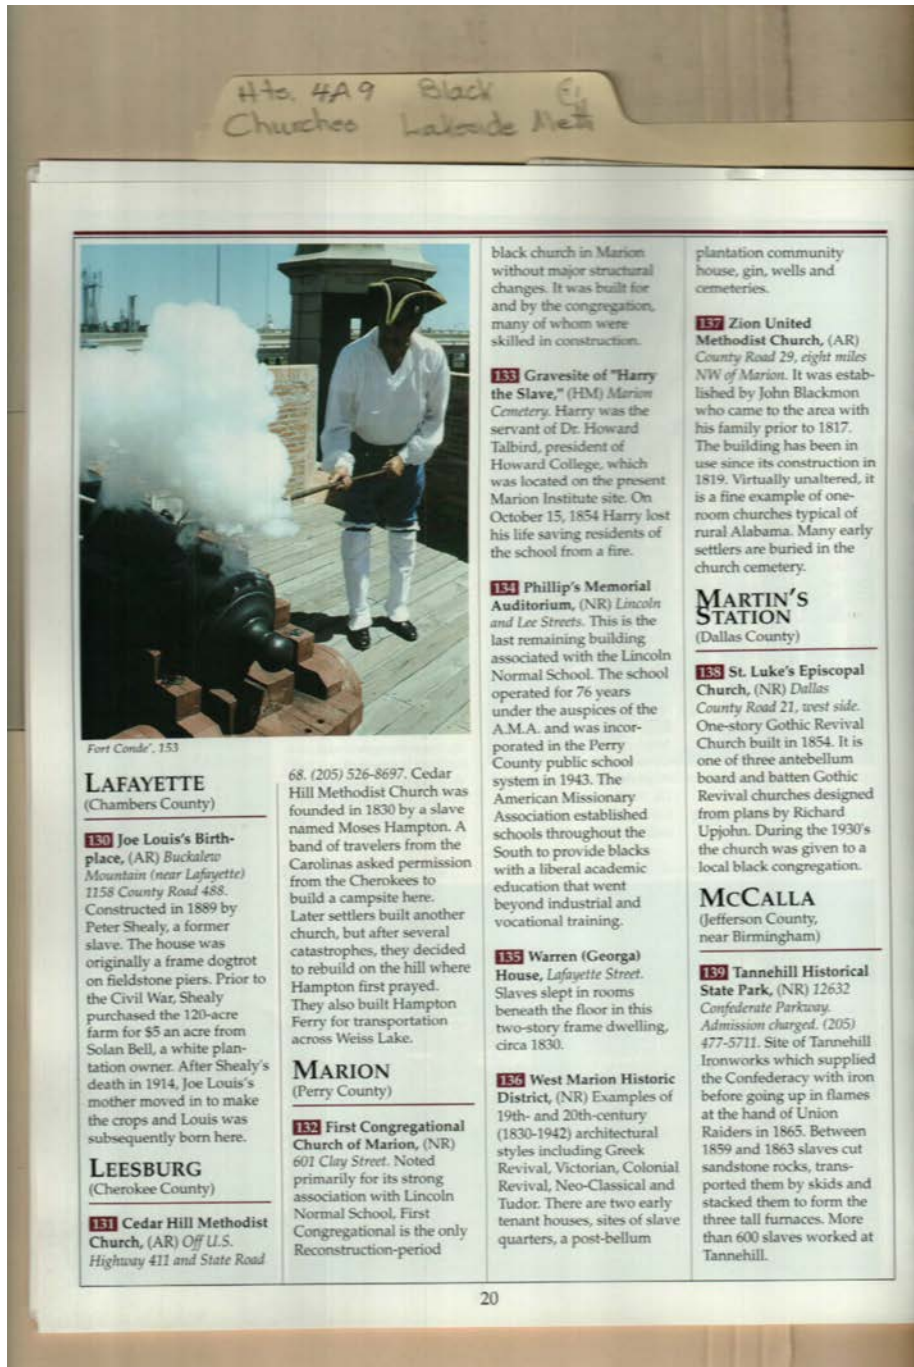 Hts. 4A9 Black
Churches Lakeside Meth
Fort Conde', 153
LAFAYETTE
(Chambers County)
130 Joe Louis's Birth-
place, (AR) Buckalew
Mountain (near Lafayette)
1158 County Road 488.
Constructed in 1889 by
Peter Shealy, a former
slave. The house was
originally a frame dogtrot
on fieldstone piers. Prior to
the Civil War, Shealy
purchased the 120-acre
farm for $5 an acre from
Solan Bell, a white plan-
tation owner. After Shealy's
death in 1914, Joe Louis's
mother moved in to make
the crops and Louis was
subsequently born here.
LEESBURG
(Cherokee County)
131 Cedar Hill Methodist
Church, (AR) Off U.S.
Highway 411 and State Road
68. (205) 526-8697. Cedar
Hill Methodist Church was
founded in 1830 by a slave
named Moses Hampton. A
band of travelers from the
Carolinas asked permission
from the Cherokees to
build a campsite here.
Later settlers built another
church, but after several
catastrophes, they decided
to rebuild on the hill where
Hampton first prayed.
They also built Hampton
Ferry for transportation
across Weiss Lake.
MARION
(Perry County)
132 First Congregational
Church of Marion, (NR)
601 Clay Street. Noted
primarily for its strong
association with Lincoln
Normal School, First
Congregational is the only
Reconstruction-period
black church in Marion
without major structural
changes. It was built for
and by the congregation,
many of whom were
skilled in construction.
133 Gravesite of "Harry
the Slave," (HM) Marion
Cemetery. Harry was the
servant of Dr. Howard
Talbird, president of
Howard College, which
was located on the present
Marion Institute site. On
October 15, 1854 Harry lost
his life saving residents of
the school from a fire.
134 Phillip's Memorial
Auditorium, (NR) Lincoln
and Lee Streets. This is the
last remaining building
associated with the Lincoln
Normal School. The school
operated for 76 years
under the auspices of the
A.M.A. and was incor-
porated in the Perry
County public school
system in 1943. The
American Missionary
Association established
schools throughout the
South to provide blacks
with a liberal academic
education that went
beyond industrial and
vocational training.
135 Warren (Georga)
House, Lafayette Street.
Slaves slept in rooms
beneath the floor in this
two-story frame dwelling,
circa 1830.
136 West Marion Historic
District, (NR) Examples of
19th- and 20th-century
(1830-1942) architectural
styles including Greek
Revival, Victorian, Colonial
Revival, Neo-Classical and
Tudor. There are two early
tenant houses, sites of slave
quarters, a post-bellum
plantation community
house, gin, wells and
cemeteries.
137 Zion United
Methodist Church, (AR)
County Road 29, eight miles
NW of Marion. It was estab-
lished by John Blackmon
who came to the area with
his family prior to 1817.
The building has been in
use since its construction in
1819. Virtually unaltered, it
is a fine example of one-
room churches typical of
rural Alabama. Many early
settlers are buried in the
church cemetery.
MARTIN'S
STATION
(Dallas County)
138 St. Luke's Episcopal
Church, (NR) Dallas
County Road 21, west side.
One-story Gothic Revival
Church built in 1854. It is
one of three antebellum
board and batten Gothic
Revival churches designed
from plans by Richard
Upjohn. During the 1930's
the church was given to a
local black congregation.
MCCALLA
(Jefferson County,
near Birmingham)
139 Tannehill Historical
State Park, (NR) 12632
Confederate Parkway.
Admission charged. (205)
477-5711. Site of Tannehill
Ironworks which supplied
the Confederacy with iron
before going up in flames
at the hand of Union
Raiders in 1865. Between
1859 and 1863 slaves cut
sandstone rocks, trans-
ported them by skids and
stacked them to form the
three tall furnaces. More
than 600 slaves worked at
Tannehill.
20